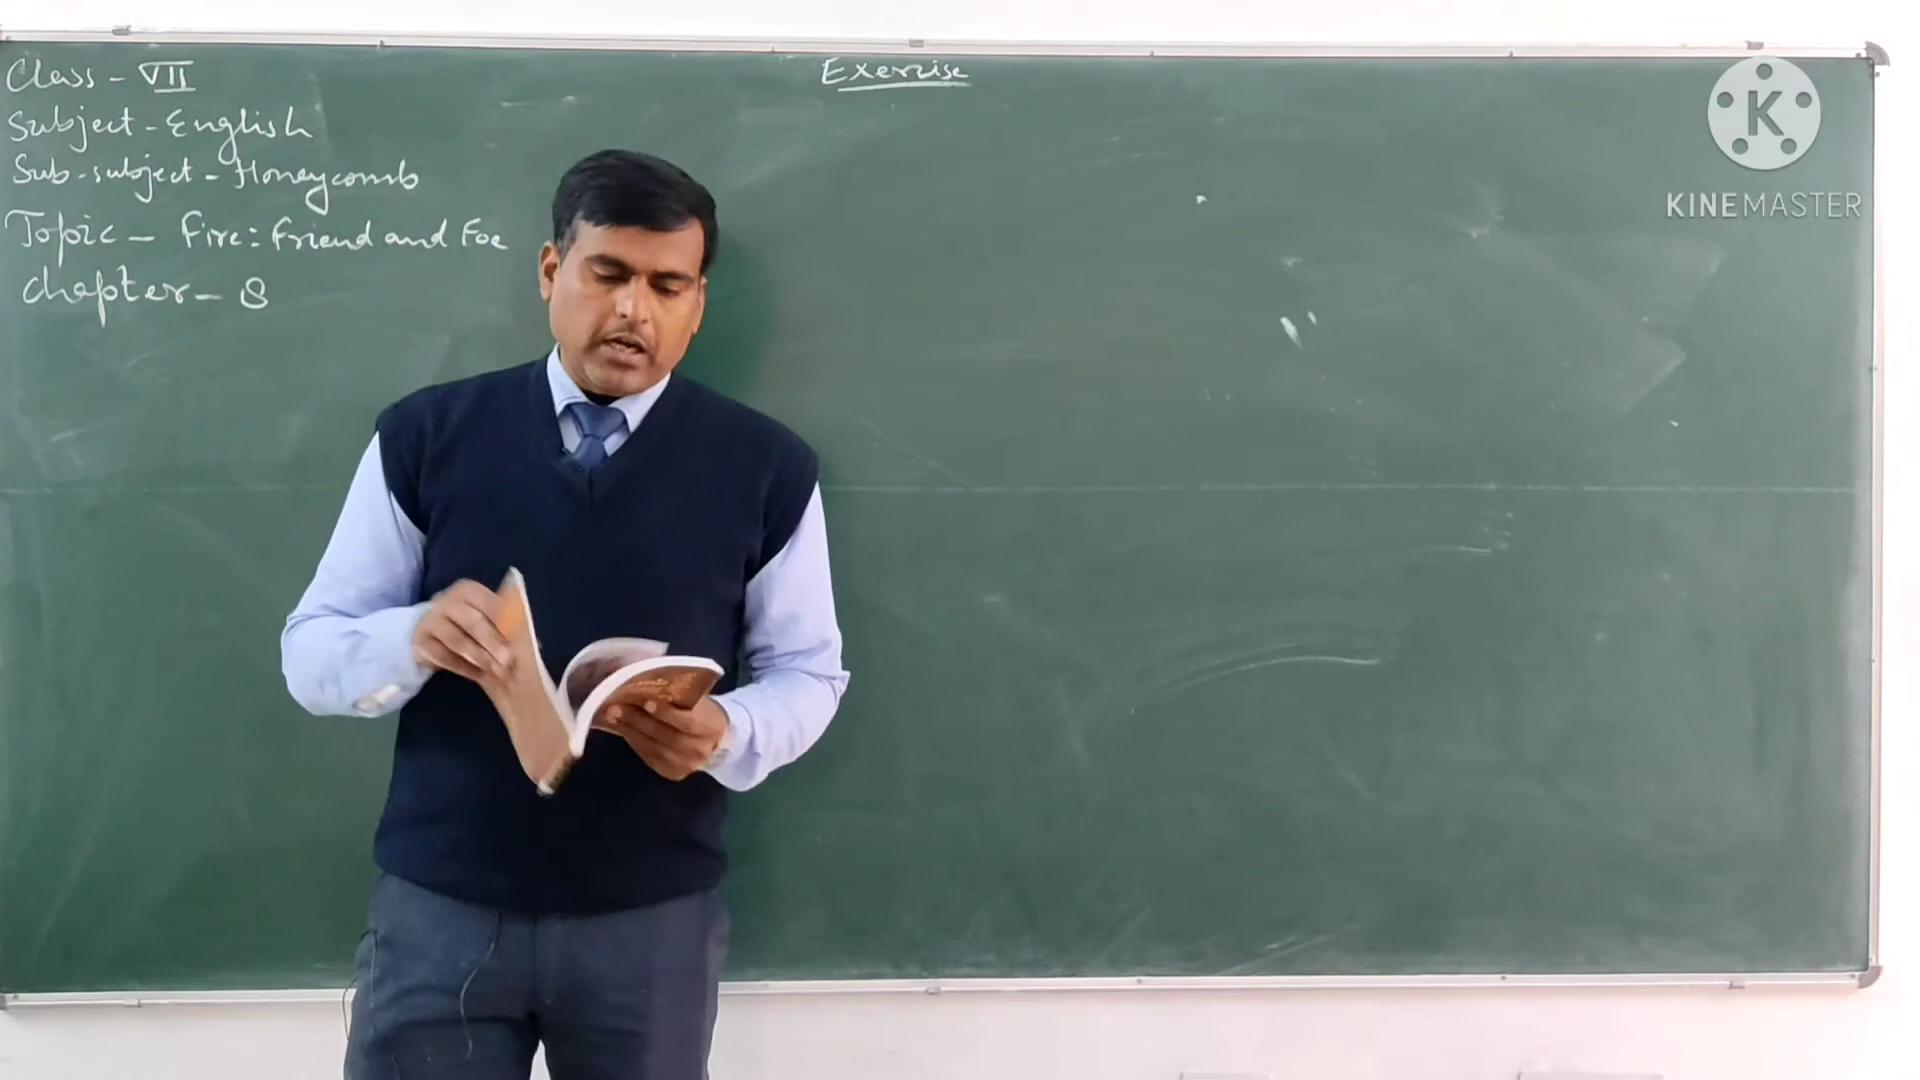 Class - VII
Subject - English
Sub-subject - Honeycomb
Topic - Fire: Friend and Foe
Chapter - 8
Exercise
K
KINEMASTER